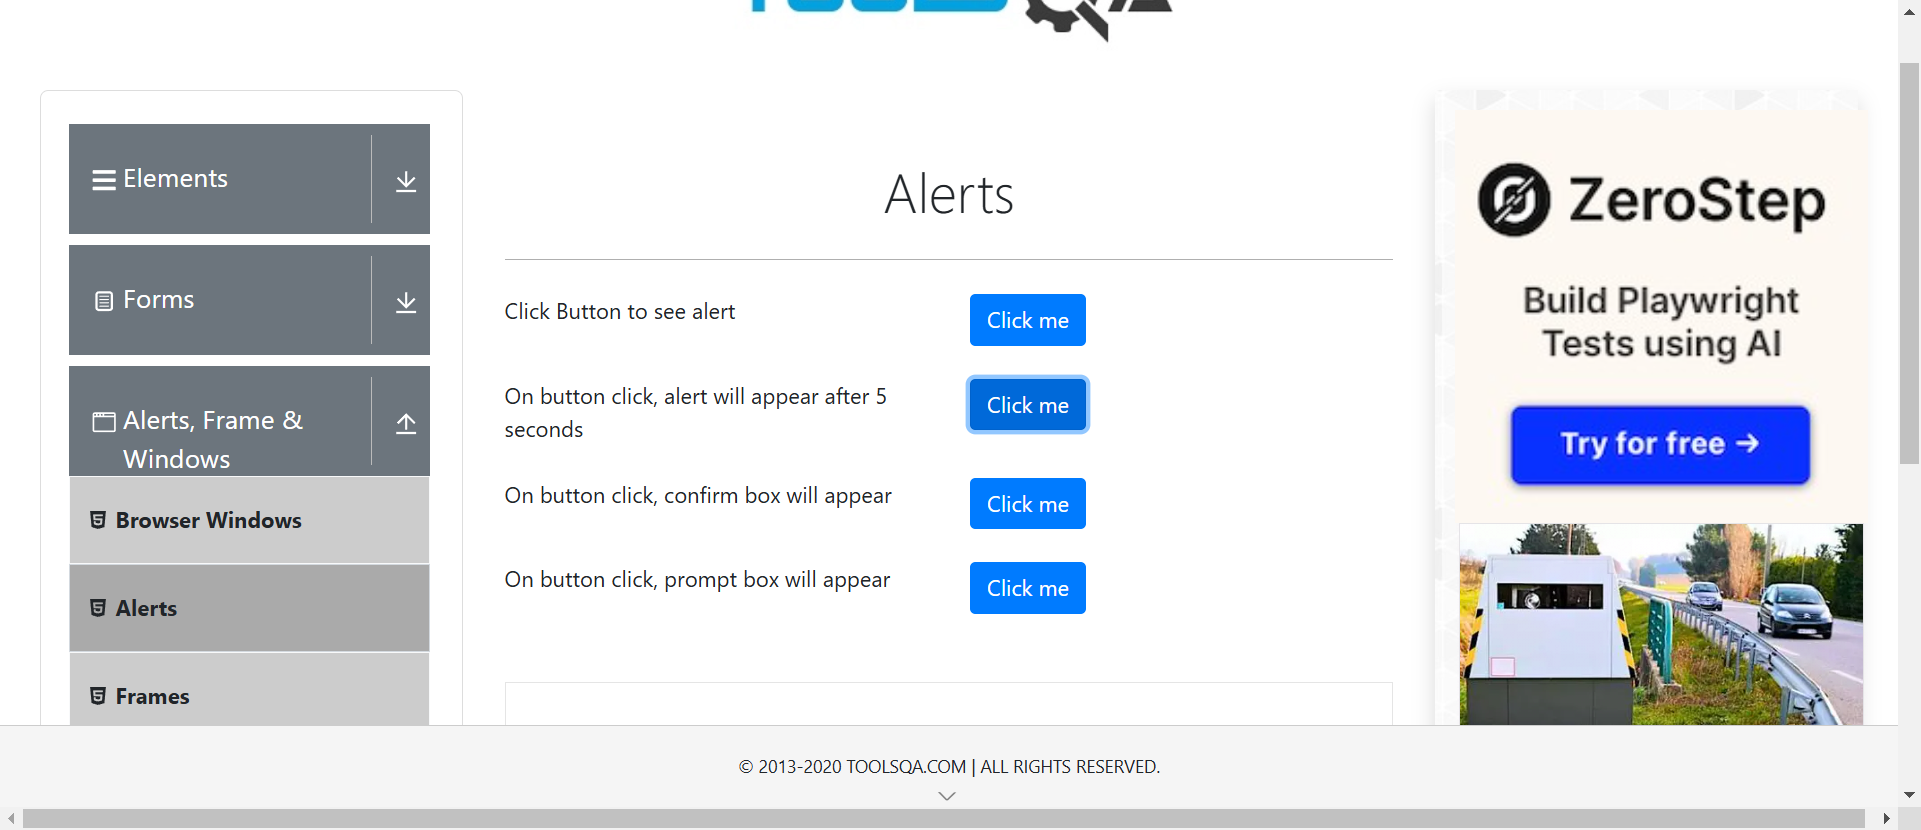 TOOLSQA
Elements
Forms
Alerts, Frame &
Windows
Browser Windows
Alerts
Frames
Alerts
Click Button to see alert
Click me
On button click, alert will appear after 5
seconds
Click me
On button click, confirm box will appear
Click me
On button click, prompt box will appear
Click me
ZeroStep
Build Playwright
Tests using AI
Try for free →
© 2013-2020 TOOLSQA.COM | ALL RIGHTS RESERVED.